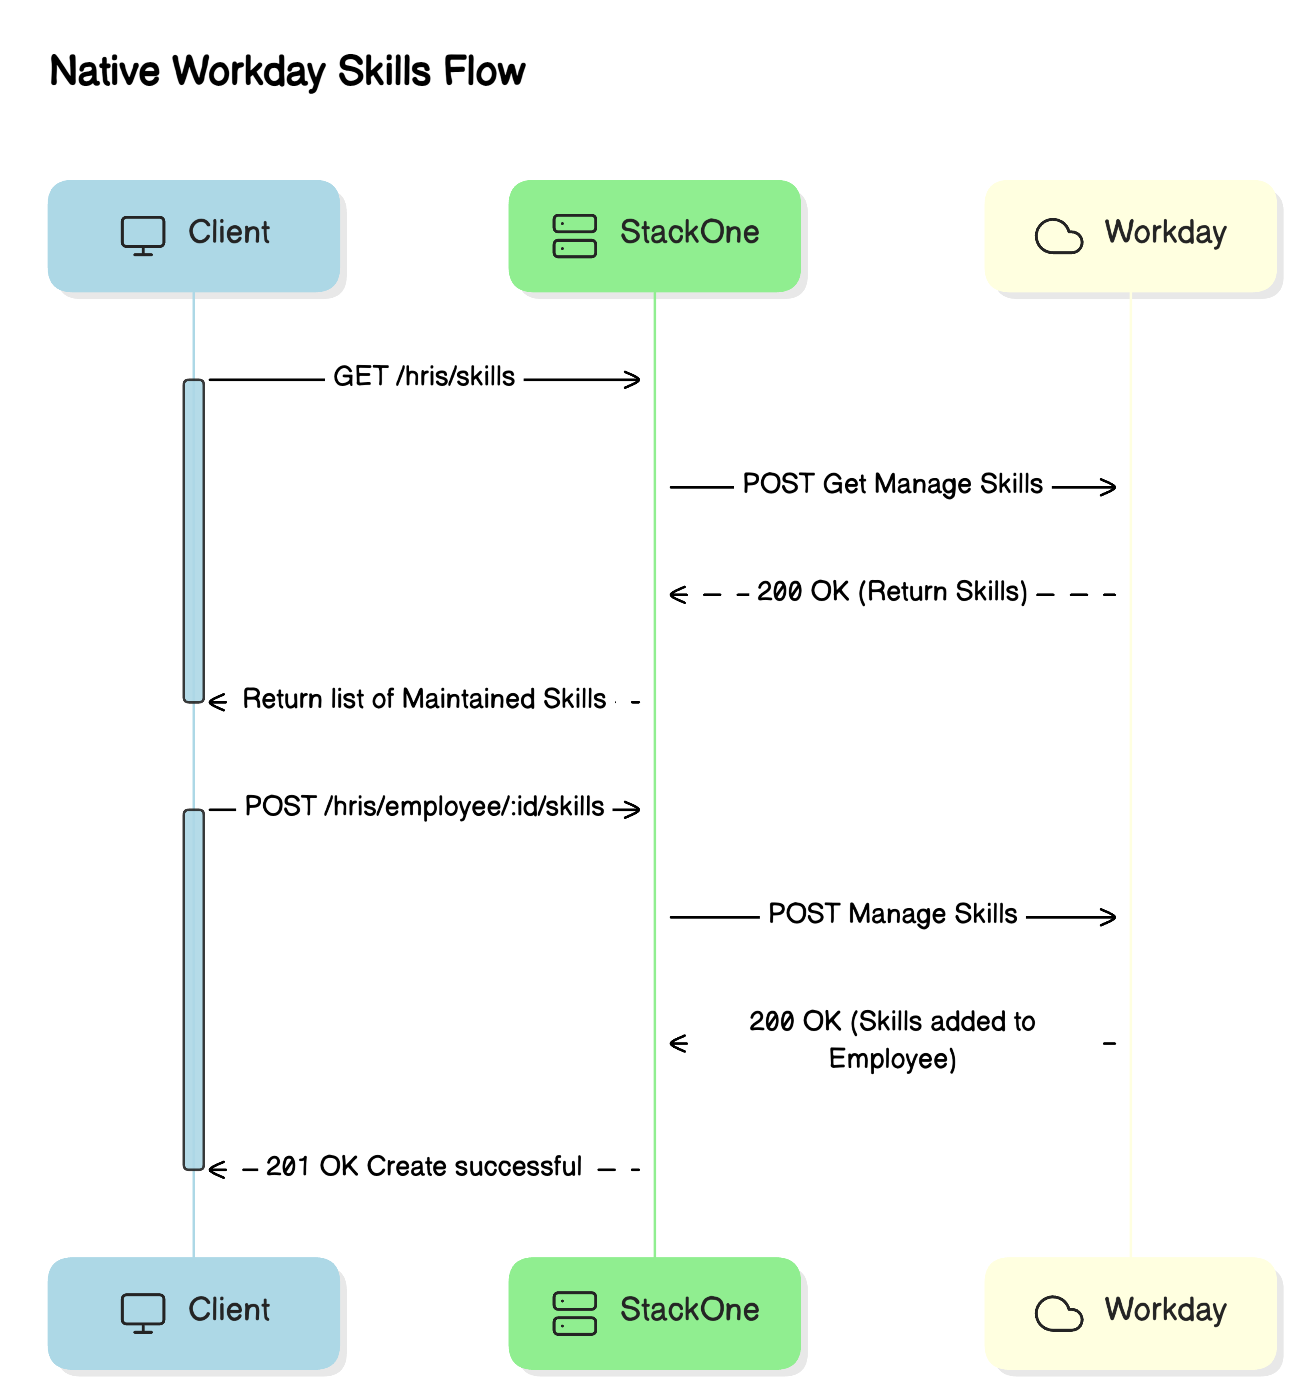 Native Workday Skills Flow
Client
StackOne
Workday
GET /hris/skills
POST Get Manage Skills
200 OK (Return Skills)
Return list of Maintained Skills
POST /hris/employee/:id/skills
POST Manage Skills
200 OK (Skills added to
Employee)
201 OK Create successful
Client
StackOne
Workday